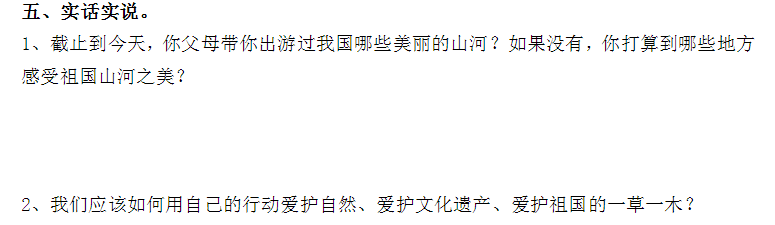 五、实话实说。
1、截止到今天，你父母带你出游过我国哪些美丽的山河？如果没有，你打算到哪些地方
感受祖国山河之美？
2、我们应该如何用自己的行动爱护自然、爱护文化遗产、爱护祖国的一草一木？